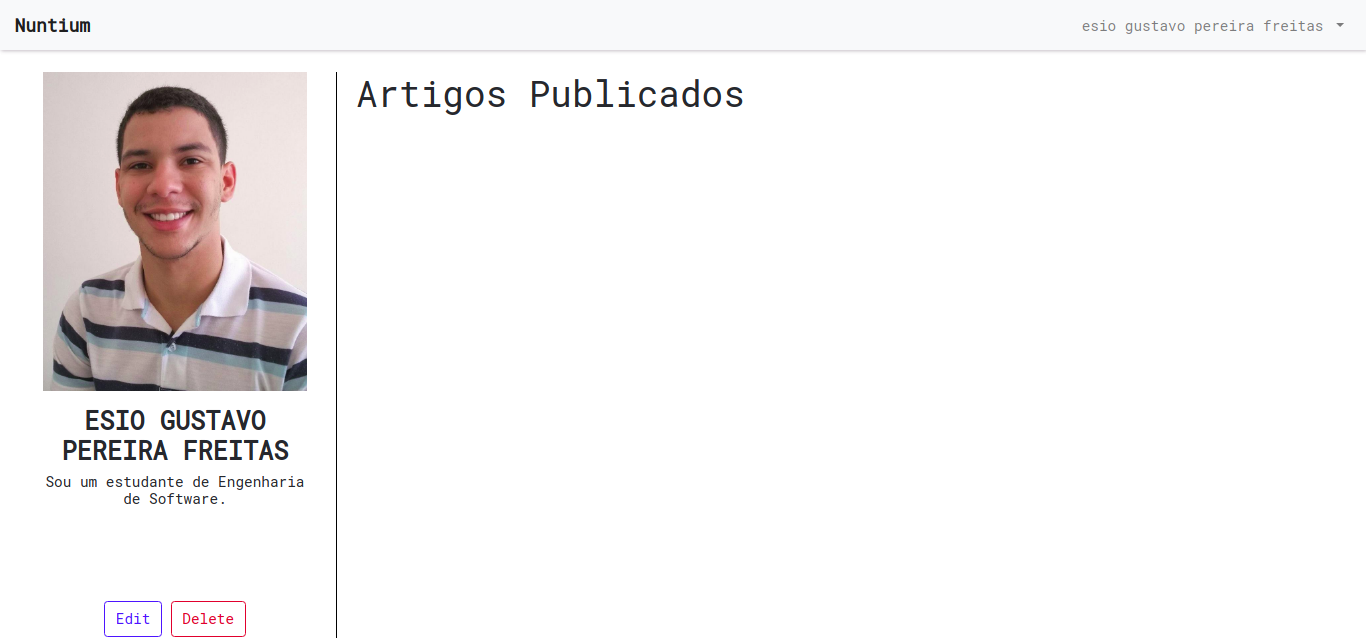 Nuntium
esio gustavo pereira freitas
Artigos Publicados
ESIO GUSTAVO
PEREIRA FREITAS
Sou um estudante de Engenharia
de Software.
Edit
Delete